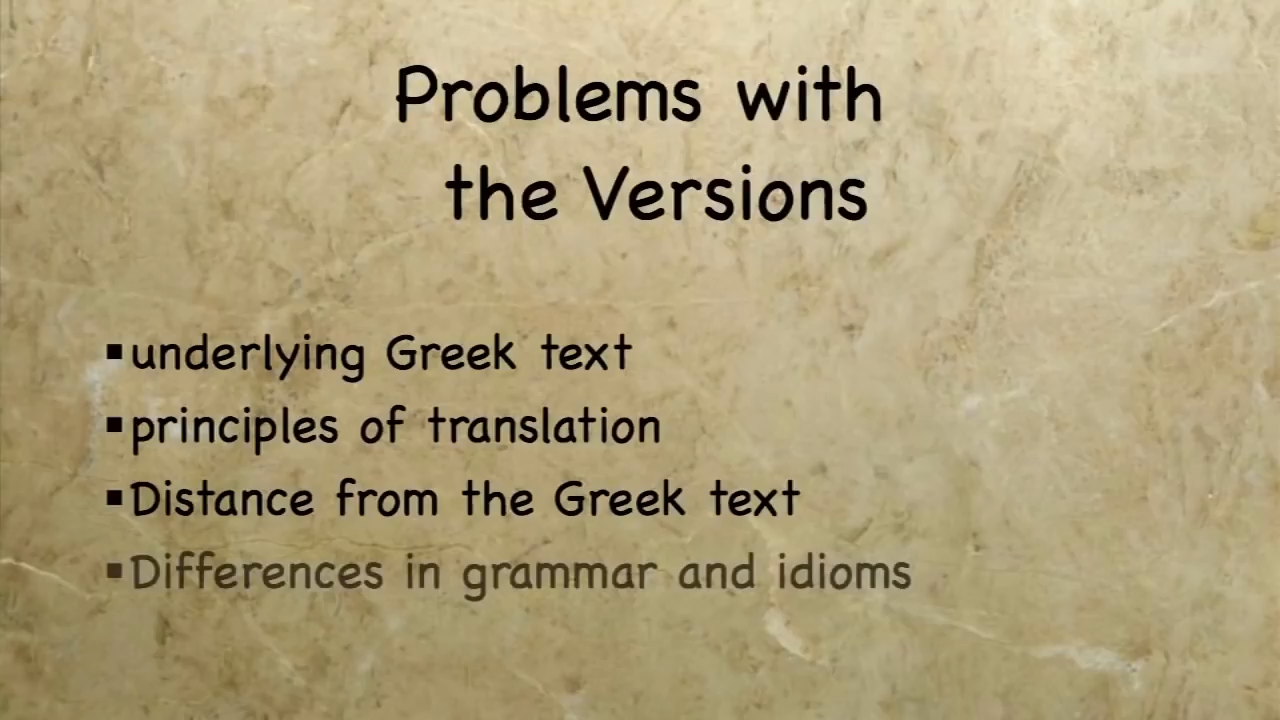 Problems with
the Versions
▪underlying Greek text
▪principles of translation
▪Distance from the Greek text
▪Differences in grammar and idioms